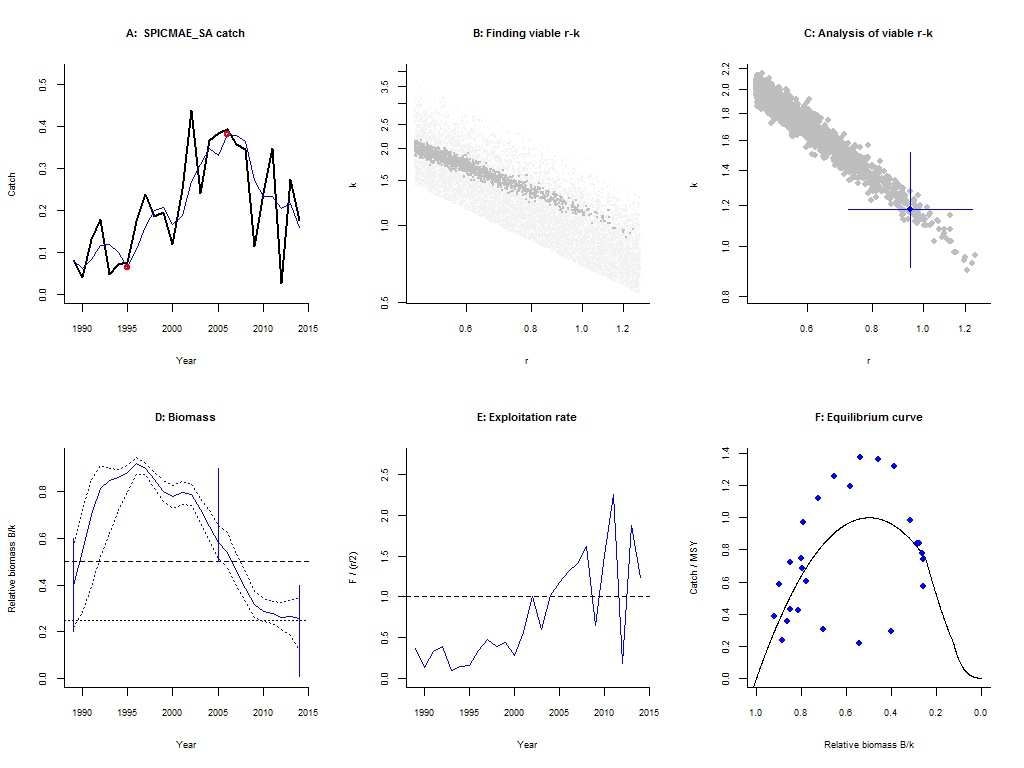 A:  SPICMAE_SA catch
B: Finding viable r-k
C: Analysis of viable r-k
Catch
0.0 0.1 0.2 0.3 0.4 0.5
1990 1995 2000 2005 2010 2015
Year
k
0.5 1.0 1.5 2.0 2.5 3.5
0.6 0.8 1.0 1.2
r
k
0.8 1.0 1.2 1.4 1.6 1.8 2.0 2.2
0.6 0.8 1.0 1.2
r
D: Biomass
E: Exploitation rate
F: Equilibrium curve
Relative biomass B/k
0.0 0.2 0.4 0.6 0.8
1990 1995 2000 2005 2010 2015
Year
F / (r/2)
0.0 0.5 1.0 1.5 2.0 2.5
1990 1995 2000 2005 2010 2015
Year
Catch / MSY
0.0 0.2 0.4 0.6 0.8 1.0 1.2 1.4
1.0 0.8 0.6 0.4 0.2 0.0
Relative biomass B/k